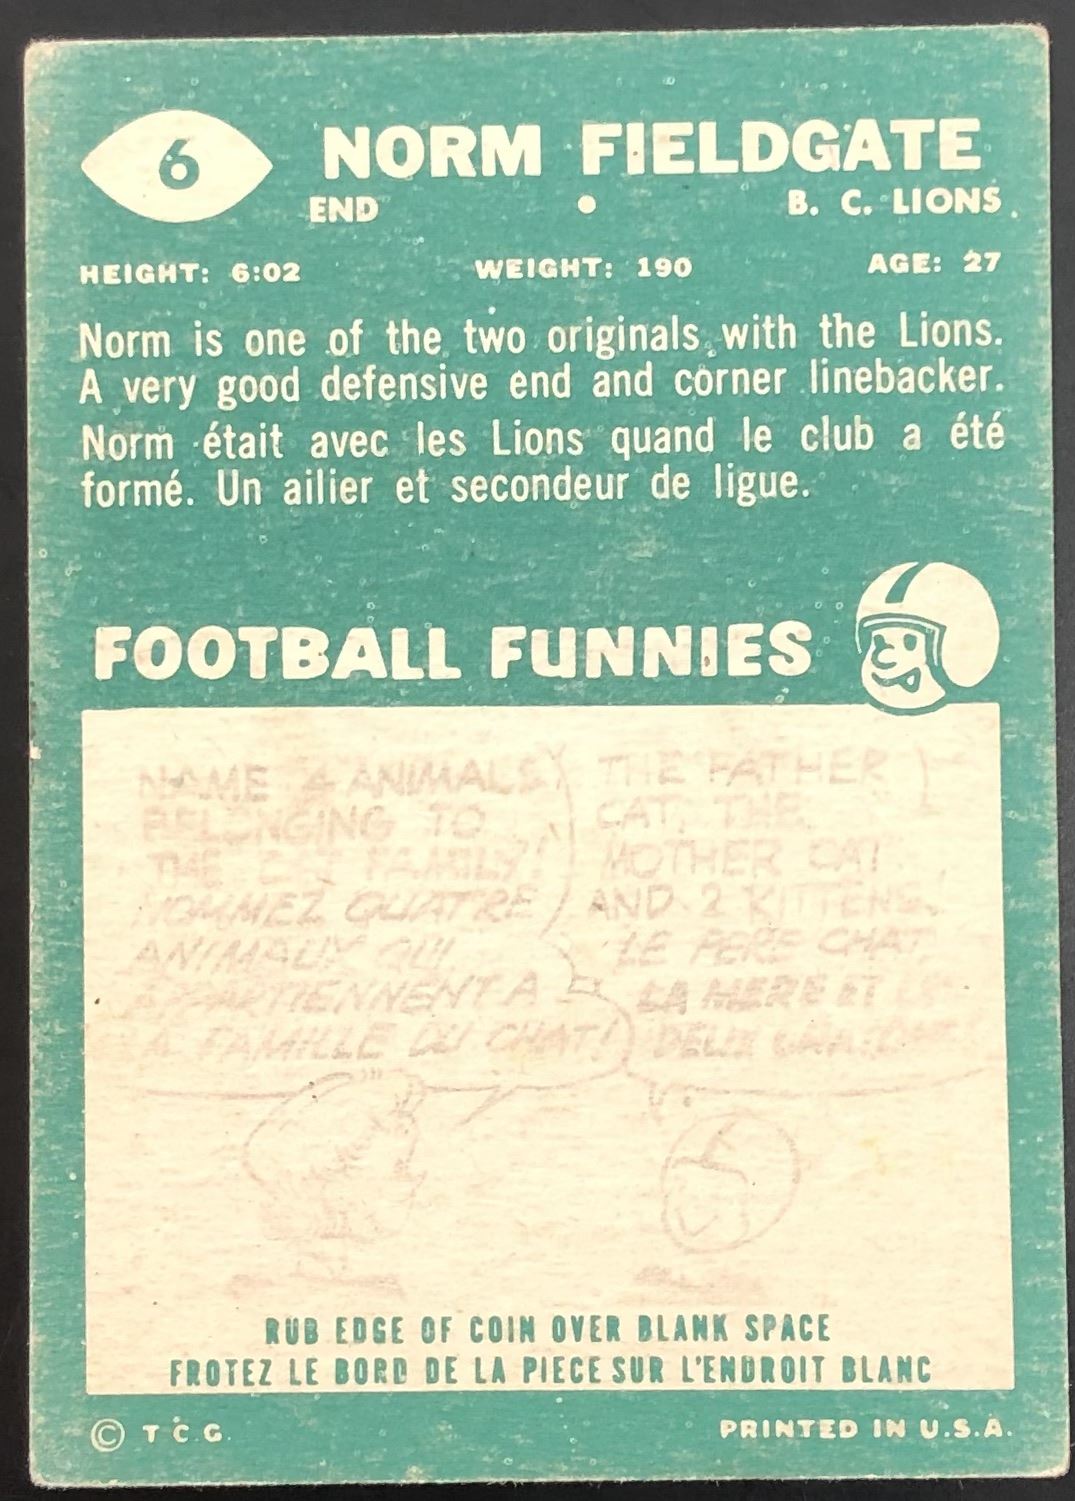 6
NORM FIELDGATE
END • B. C. LIONS
HEIGHT: 6:02 WEIGHT: 190 AGE: 27
Norm is one of the two originals with the Lions.
A very good defensive end and corner linebacker.
Norm était avec les Lions quand le club a été
formé. Un ailier et secondeur de ligue.
FOOTBALL FUNNIES
NAME 4 ANIMALS
BELONGING TO
THE CAT FAMILY!
NOMMEZ QUATRE
ANIMAUX QUI
APPARTIENNENT A
LA FAMILLE DU CHAT!
THE FATHER
CAT, THE
MOTHER CAT
AND 2 KITTENS.
LE PERE CHAT,
LA MERE ET
DEUX
RUB EDGE OF COIN OVER BLANK SPACE
FROTEZ LE BORD DE LA PIECE SUR L'ENDROIT BLANC
© T.C.G. PRINTED IN U.S.A.